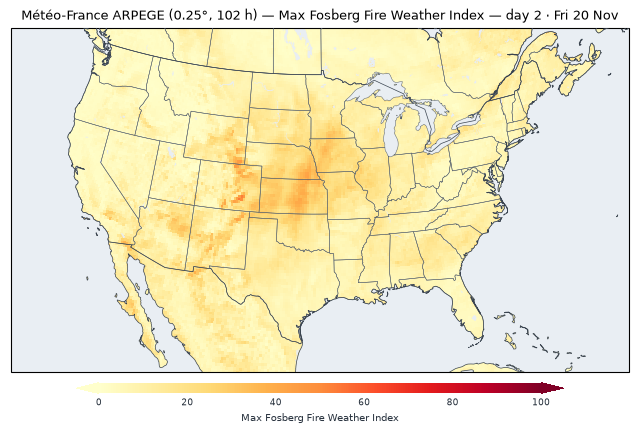 Météo-France ARPEGE (0.25°, 102 h) — Max Fosberg Fire Weather Index — day 2 · Fri 20 Nov
0 20 40 60 80 100
Max Fosberg Fire Weather Index